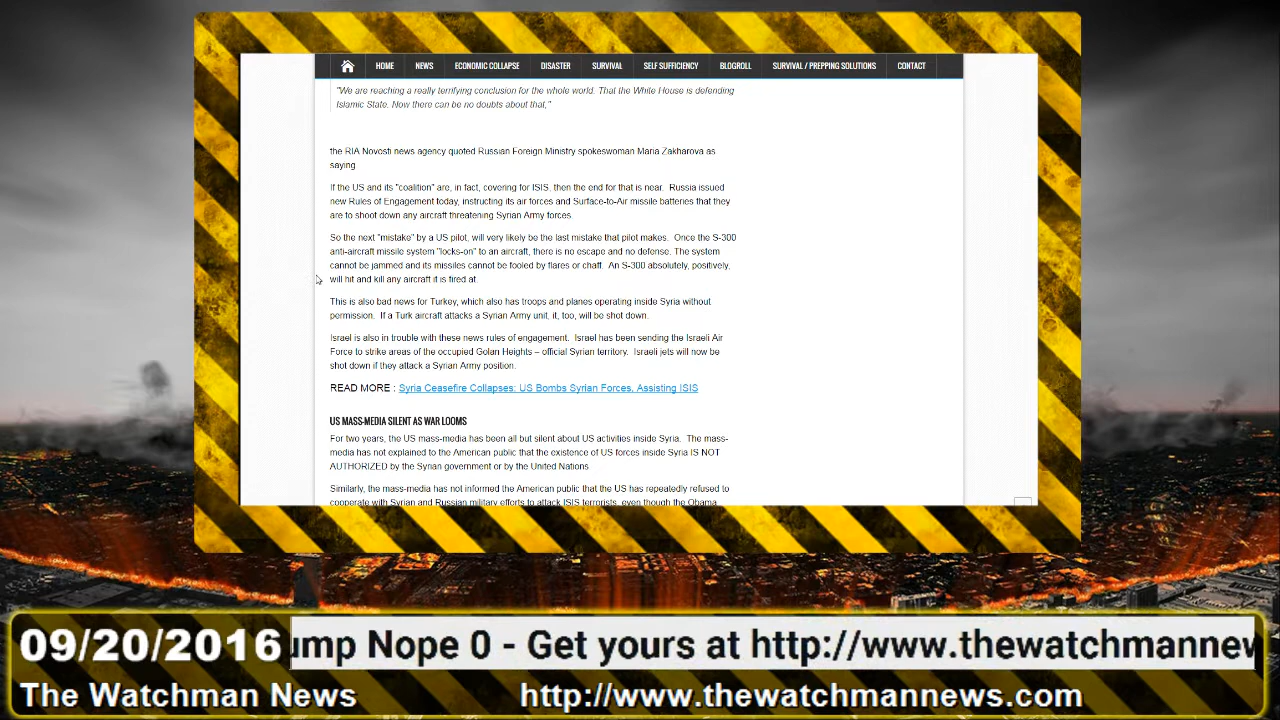 HOME NEWS ECONOMIC COLLAPSE DISASTER SURVIVAL SELF SUFFICIENCY BLOGROLL SURVIVAL / PREPPING SOLUTIONS CONTACT
"We are reaching a really terrifying conclusion for the whole world. That the White House is defending
Islamic State. Now there can be no doubts about that,"
the RIA Novosti news agency quoted Russian Foreign Ministry spokeswoman Maria Zakharova as
saying.
If the US and its "coalition" are, in fact, covering for ISIS, then the end for that is near. Russia issued
new Rules of Engagement today, instructing its air forces and Surface-to-Air missile batteries that they
are to shoot down any aircraft threatening Syrian Army forces.
So the next "mistake" by a US pilot, will very likely be the last mistake that pilot makes. Once the S-300
anti-aircraft missile system "locks-on" to an aircraft, there is no escape and no defense. The system
cannot be jammed and its missiles cannot be fooled by flares or chaff. An S-300 absolutely, positively,
will hit and kill any aircraft it is fired at.
This is also bad news for Turkey, which also has troops and planes operating inside Syria without
permission. If a Turk aircraft attacks a Syrian Army unit, it, too, will be shot down.
Israel is also in trouble with these news rules of engagement. Israel has been sending the Israeli Air
Force to strike areas of the occupied Golan Heights – official Syrian territory. Israeli jets will now be
shot down if they attack a Syrian Army position.
READ MORE : Syria Ceasefire Collapses: US Bombs Syrian Forces, Assisting ISIS
US MASS-MEDIA SILENT AS WAR LOOMS
For two years, the US mass-media has been all but silent about US activities inside Syria. The mass-
media has not explained to the American public that the existence of US forces inside Syria IS NOT
AUTHORIZED by the Syrian government or by the United Nations.
Similarly, the mass-media has not informed the American public that the US has repeatedly refused to
cooperate with Syrian and Russian military efforts to attack ISIS terrorists, even though the Obama
09/20/2016 ump Nope 0 - Get yours at http://www.thewatchmannew
The Watchman News http://www.thewatchmannews.com